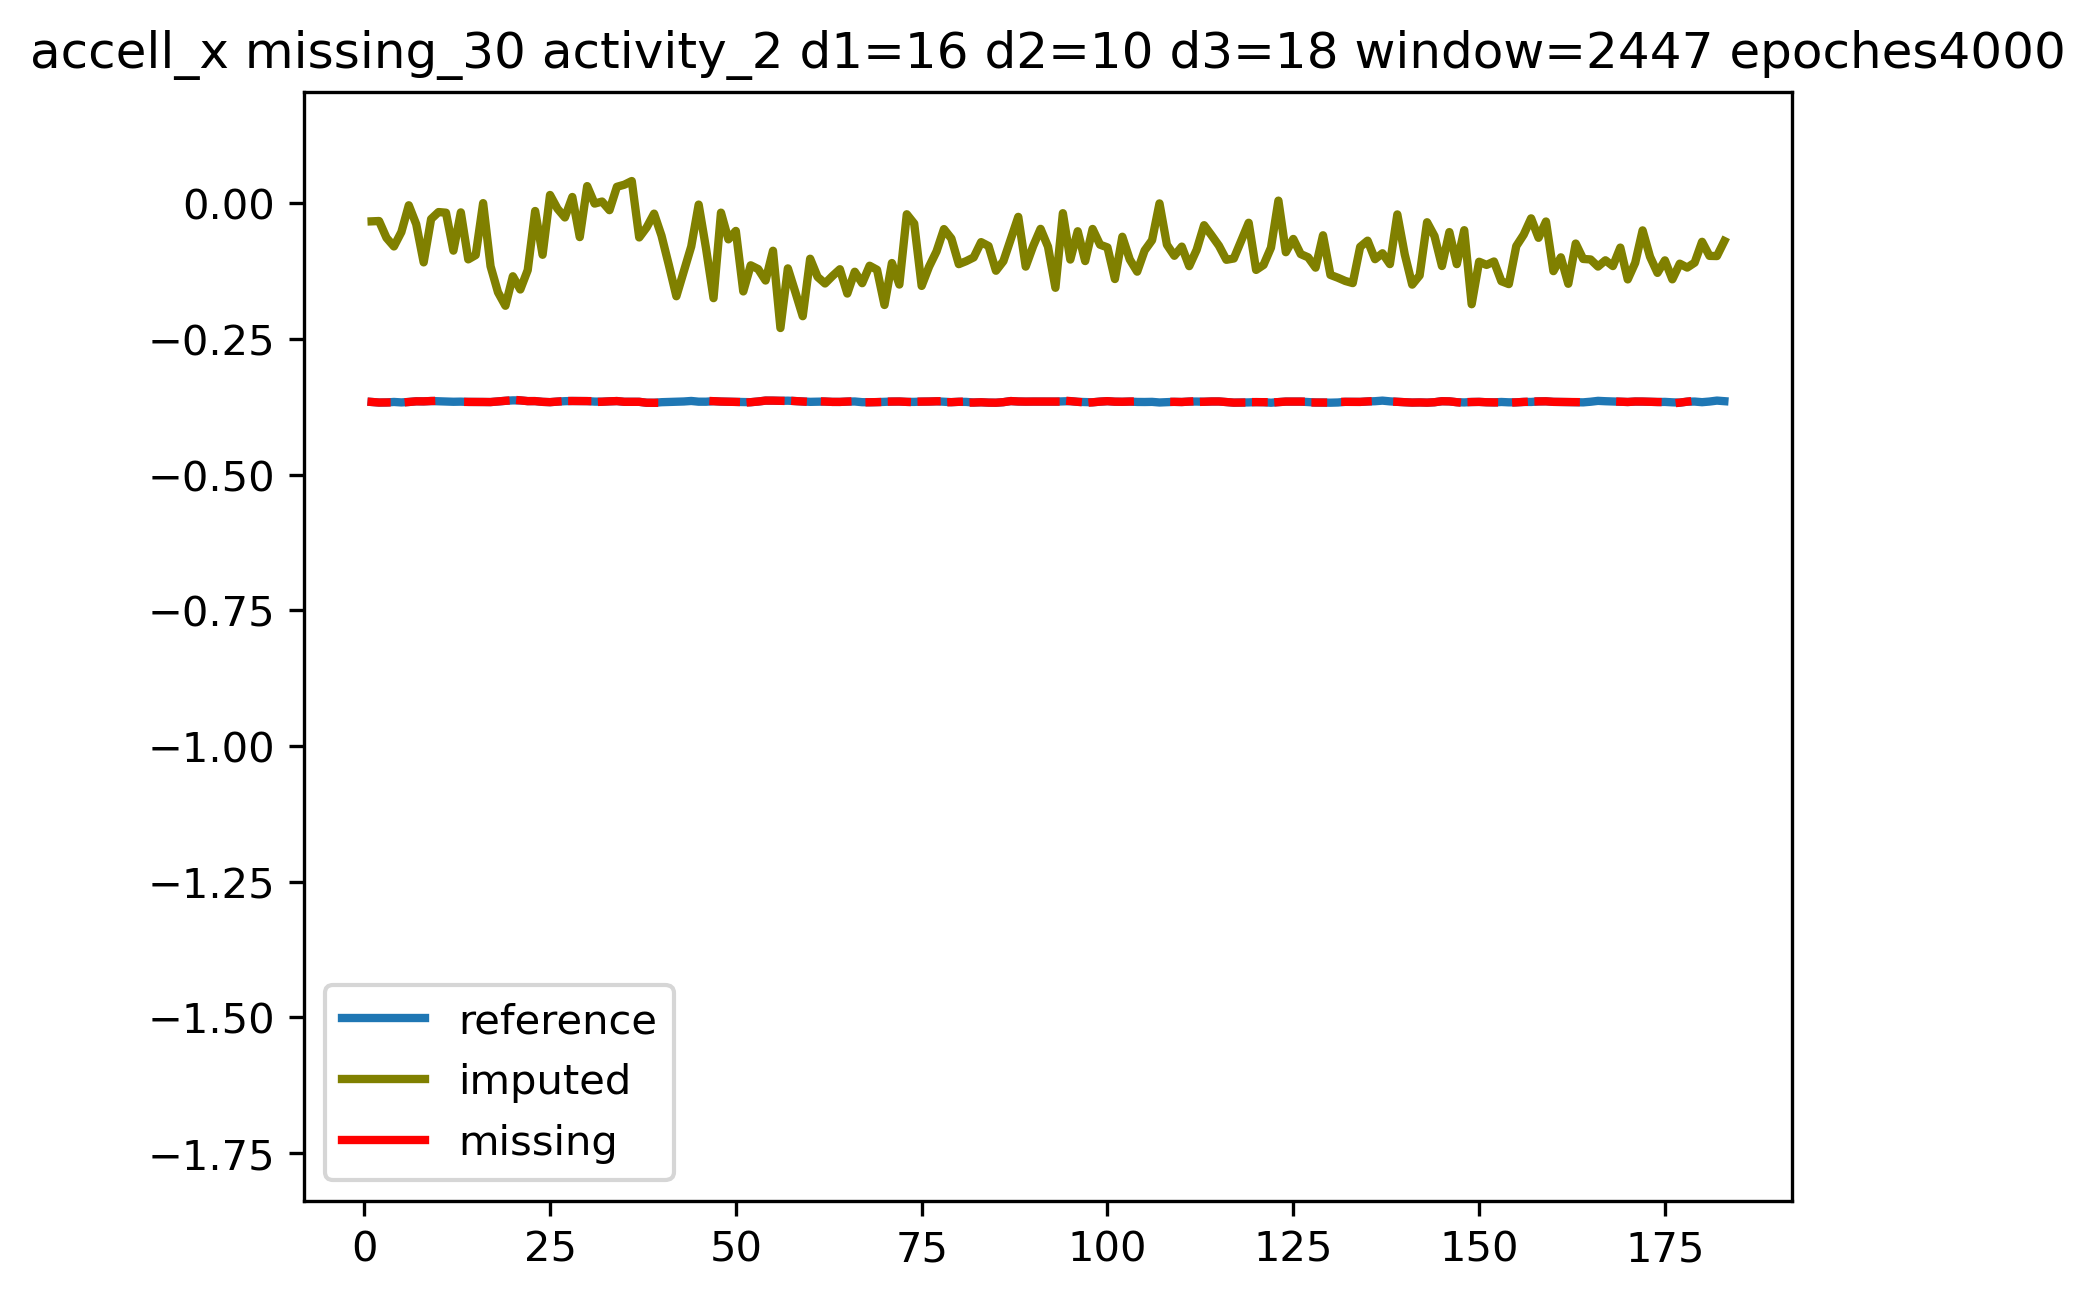 accell_x missing_30 activity_2 d1=16 d2=10 d3=18 window=2447 epoches4000
0.00
−0.25
−0.50
−0.75
−1.00
−1.25
−1.50
−1.75
reference
imputed
missing
0 25 50 75 100 125 150 175